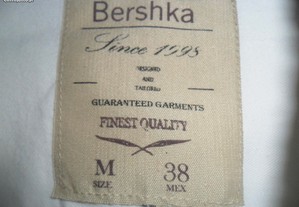 Bershka
Since 1998
DESIGNED
AND
TAILORED
GUARANTEED GARMENTS
FINEST QUALITY
M 38
SIZE MEX